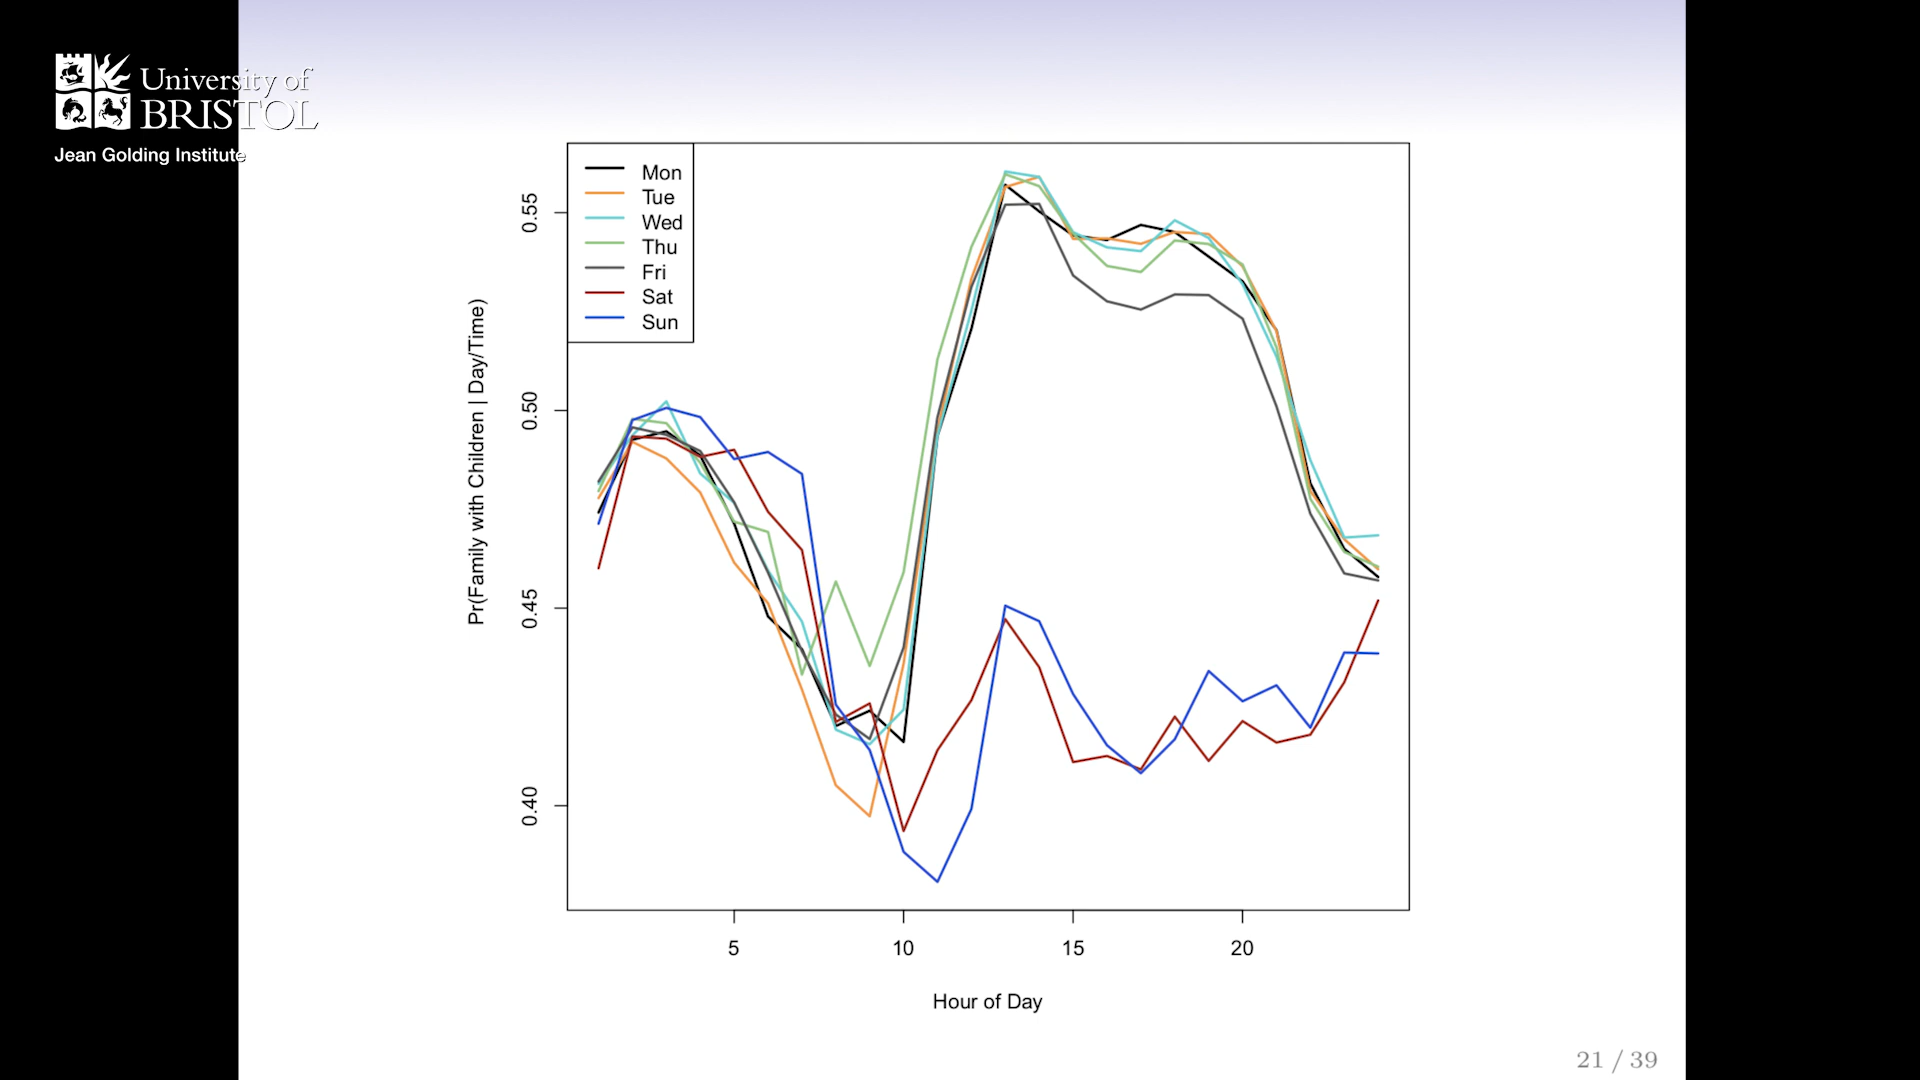 University of
BRISTOL
Jean Golding Institute
Mon
Tue
Wed
Thu
Fri
Sat
Sun
Pr(Family with Children | Day/Time)
0.55
0.50
0.45
0.40
5 10 15 20
Hour of Day
21 / 39